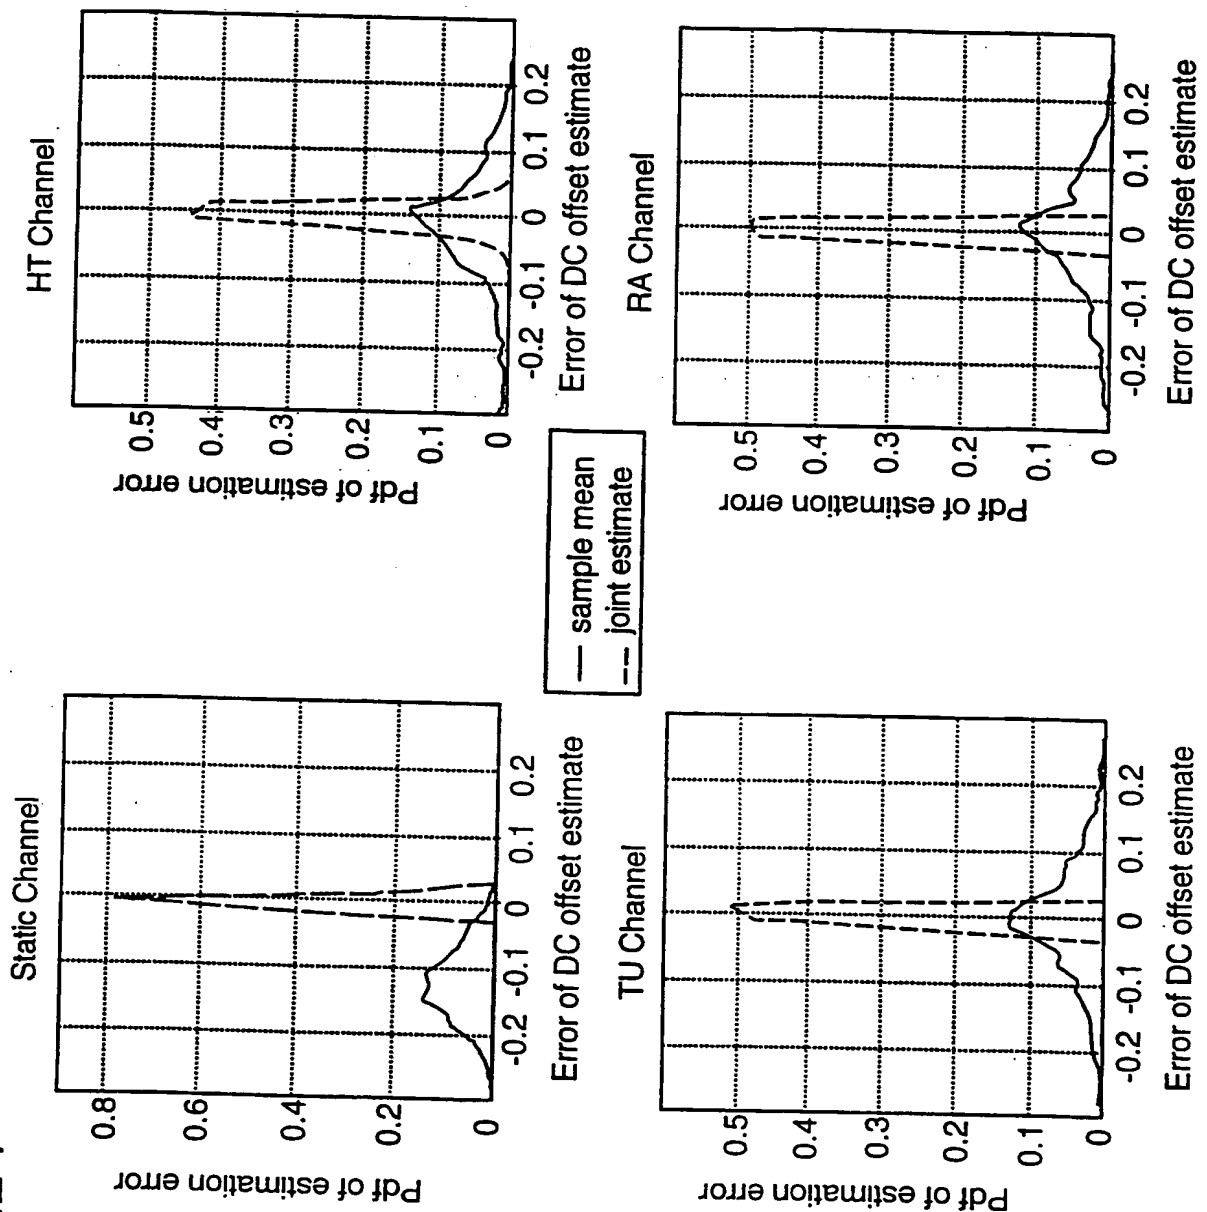 Static Channel
Pdf of estimation error
0.8
0.6
0.4
0.2
0
-0.2 -0.1 0 0.1 0.2
Error of DC offset estimate
HT Channel
Pdf of estimation error
0.5
0.4
0.3
0.2
0.1
0
-0.2 -0.1 0 0.1 0.2
Error of DC offset estimate
sample mean
joint estimate
TU Channel
Pdf of estimation error
0.5
0.4
0.3
0.2
0.1
0
-0.2 -0.1 0 0.1 0.2
Error of DC offset estimate
RA Channel
Pdf of estimation error
0.5
0.4
0.3
0.2
0.1
0
-0.2 -0.1 0 0.1 0.2
Error of DC offset estimate